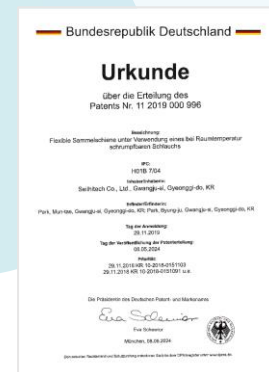 Bundesrepublik Deutschland
Urkunde
über die Erteilung des
Patents Nr. 11 2019 000 996
Bezeichnung:
Flexible Sammelschiene unter Verwendung eines bei Raumtemperatur
schrumpfbaren Schlauchs
IPC:
H01B 7/04
Inhaber/Inhaberin:
Co., Ltd., Gwangju-si, Gyeonggi-do, KR
Erfinder/Erfinderin:
Park, Mun-tae, Gwangju-si, Gyeonggi-do, KR; Park, Byung-ju, Gwangju-si, Gyeonggi-do, KR
Tag der Anmeldung:
28.11.2019
Tag der Veröffentlichung der Patenterteilung:
08.05.2024
Priorität:
29.11.2018 KR 10-2018-0151103
29.11.2018 KR 10-2018-0151091 u.a.
Die Präsidentin des Deutschen Patent- und Markenamts
Eva Schewior
Eva Schewior
München, 08.05.2024